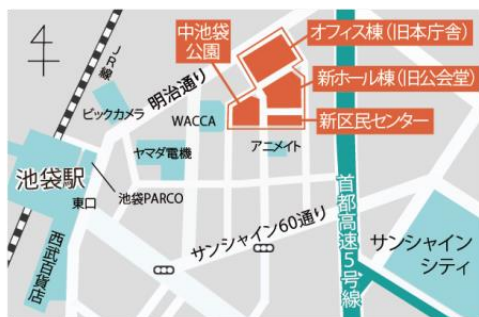 中池袋
公園
オフィス棟(旧本庁舎)
新ホール棟(旧公会堂)
新区民センター
JR線
明治通り
ビックカメラ
WACCA
ヤマダ電機
アニメイト
池袋駅
東口
池袋PARCO
西武百貨店
サンシャイン60通り
首都高速5号線
サンシャイン
シティ